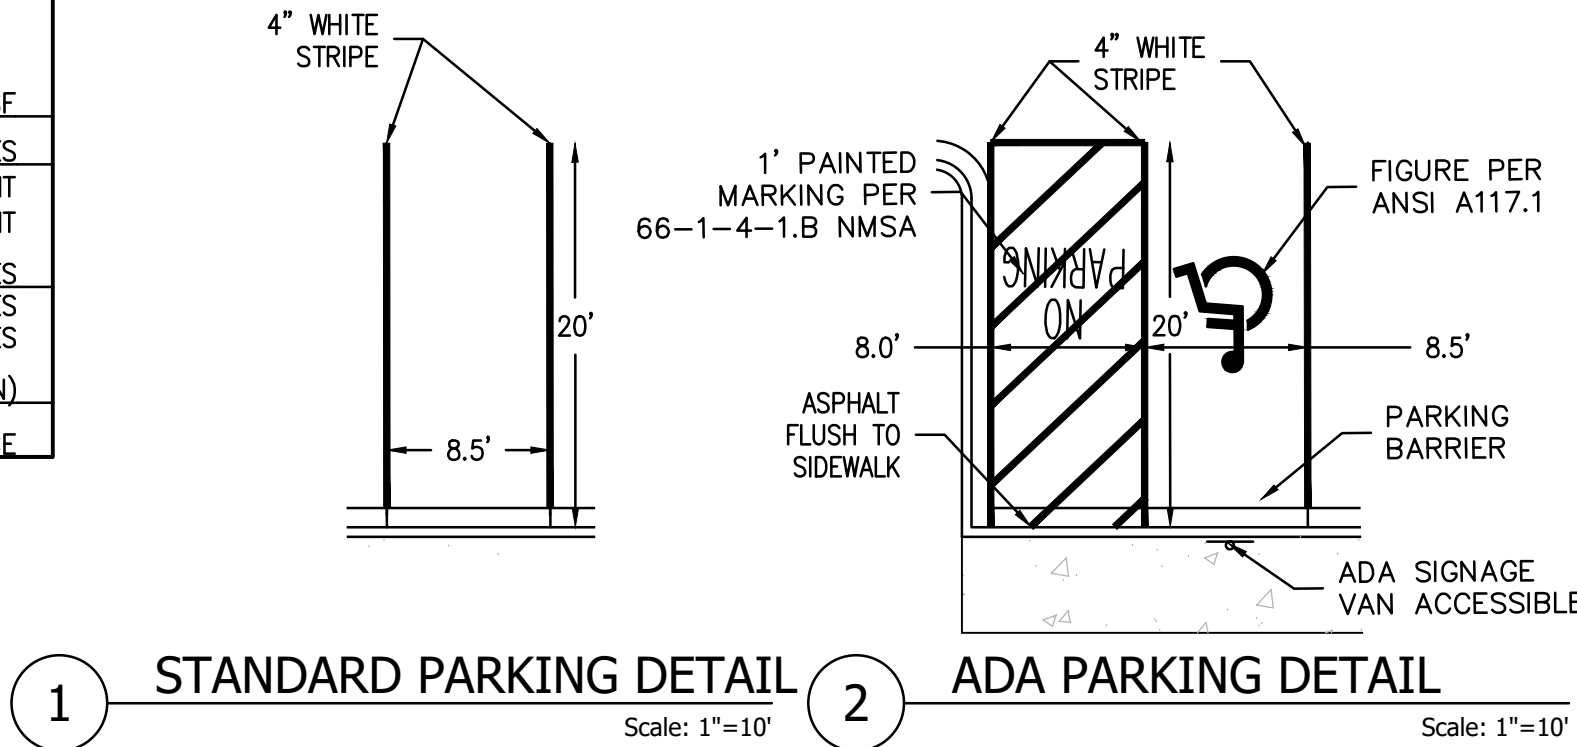 4" WHITE
STRIPE
8.5'
20'
1
STANDARD PARKING DETAIL
Scale: 1"=10'
4" WHITE
STRIPE
1' PAINTED
MARKING PER
66-1-4-1.B NMSA
FIGURE PER
ANSI A117.1
NO
PARKING
8.0'
20'
8.5'
ASPHALT
FLUSH TO
SIDEWALK
PARKING
BARRIER
ADA SIGNAGE
VAN ACCESSIBLE
2
ADA PARKING DETAIL
Scale: 1"=10'